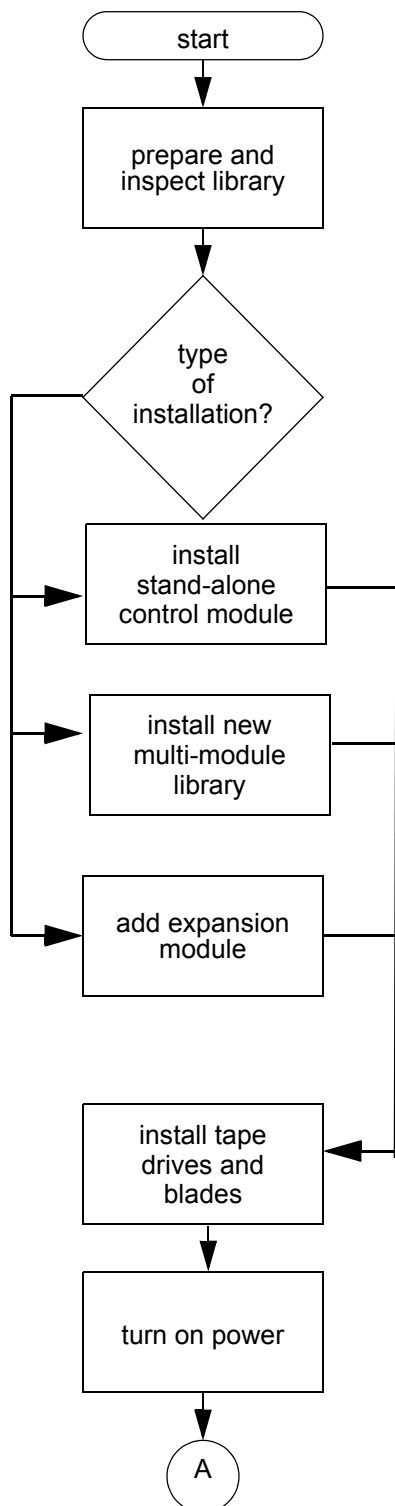 start
prepare and
inspect library
type
of
installation?
install
stand-alone
control module
install new
multi-module
library
add expansion
module
install tape
drives and
blades
turn on power
A